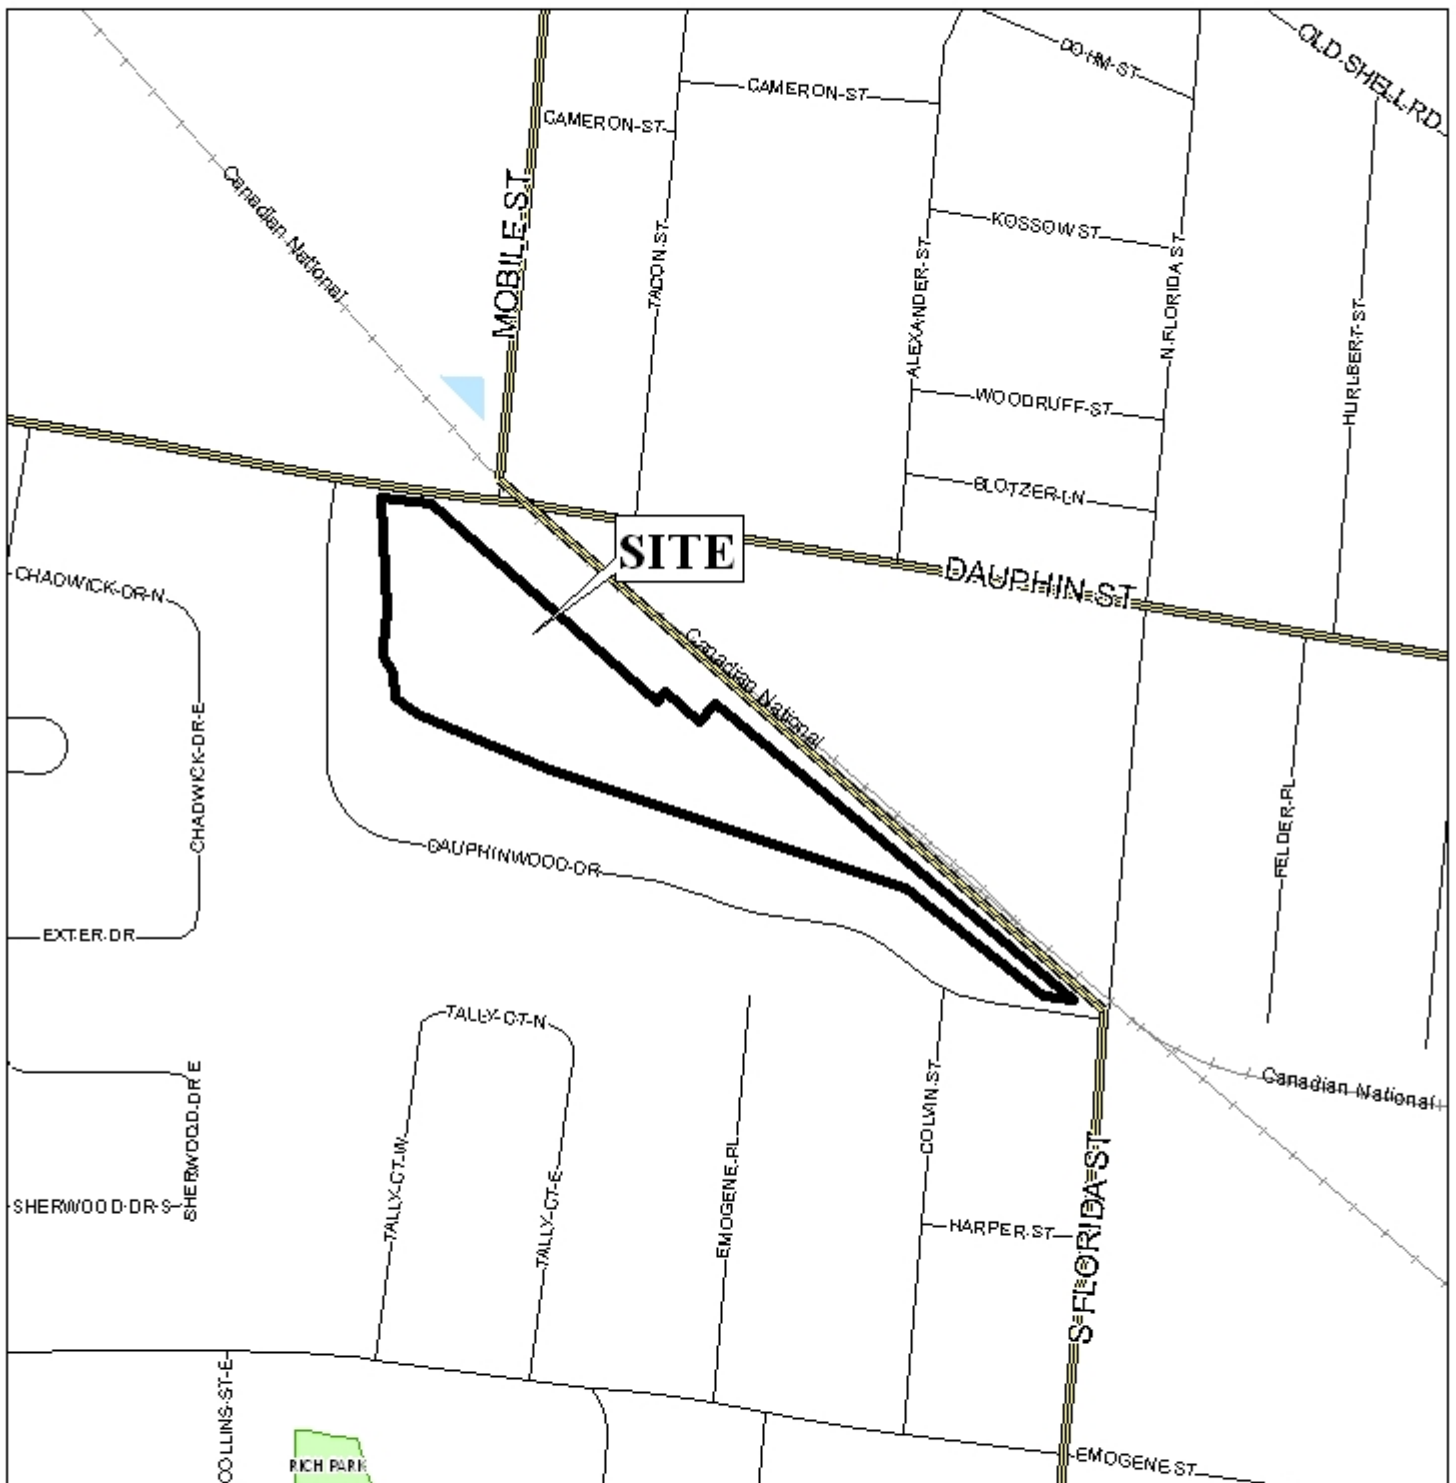 OLD SHELL RD
DOHM ST
CAMERON ST
CAMERON ST
Canadian National
MOBILE ST
TACON ST
ALEXANDER ST
KOSSOW ST
N FLORIDA ST
HURLBERT ST
WOODRUFF ST
BLOTZER LN
SITE
DAUPHIN ST
CHADWICK DR N
Canadian National
CHADWICK DR E
FELDER PL
DAUPHINWOOD DR
EXTER DR
TALLY CT N
SHERWOOD DR E
COLVIN ST
Canadian National
TALLY CT W
TALLY CT E
EMOGENE PL
SHERWOOD DR S
HARPER ST
S FLORIDA ST
COLLINS ST E
RICH PARK
EMOGENE ST